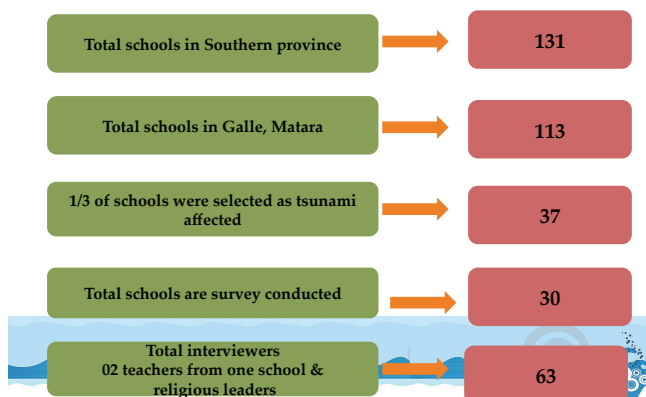 Total schools in Southern province
131
Total schools in Galle, Matara
113
1/3 of schools were selected as tsunami
affected
37
Total schools are survey conducted
30
Total interviewers
02 teachers from one school &
religious leaders
63